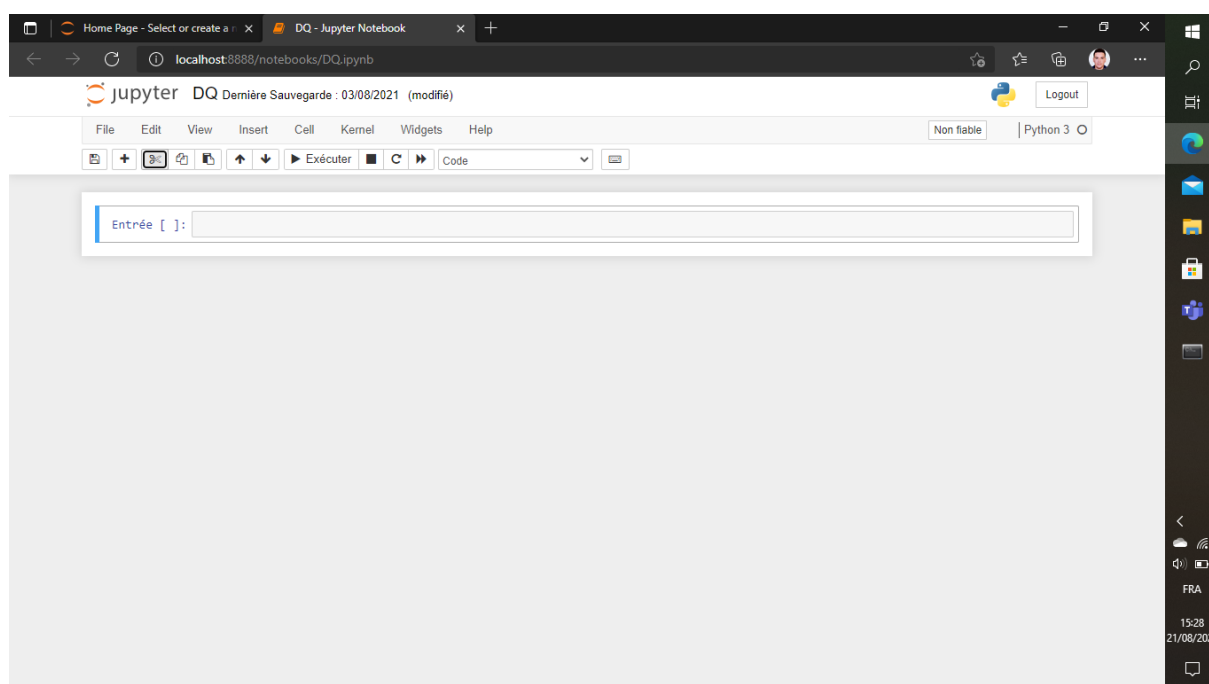 Home Page - Select or create a n
DQ - Jupyter Notebook
localhost:8888/notebooks/DQ.ipynb
jupyter DQ Dernière Sauvegarde : 03/08/2021 (modifié)
Logout
File Edit View Insert Cell Kernel Widgets Help
Non fiable
Python 3
Exécuter
Code
Entrée [ ]:
FRA
15:28
21/08/202